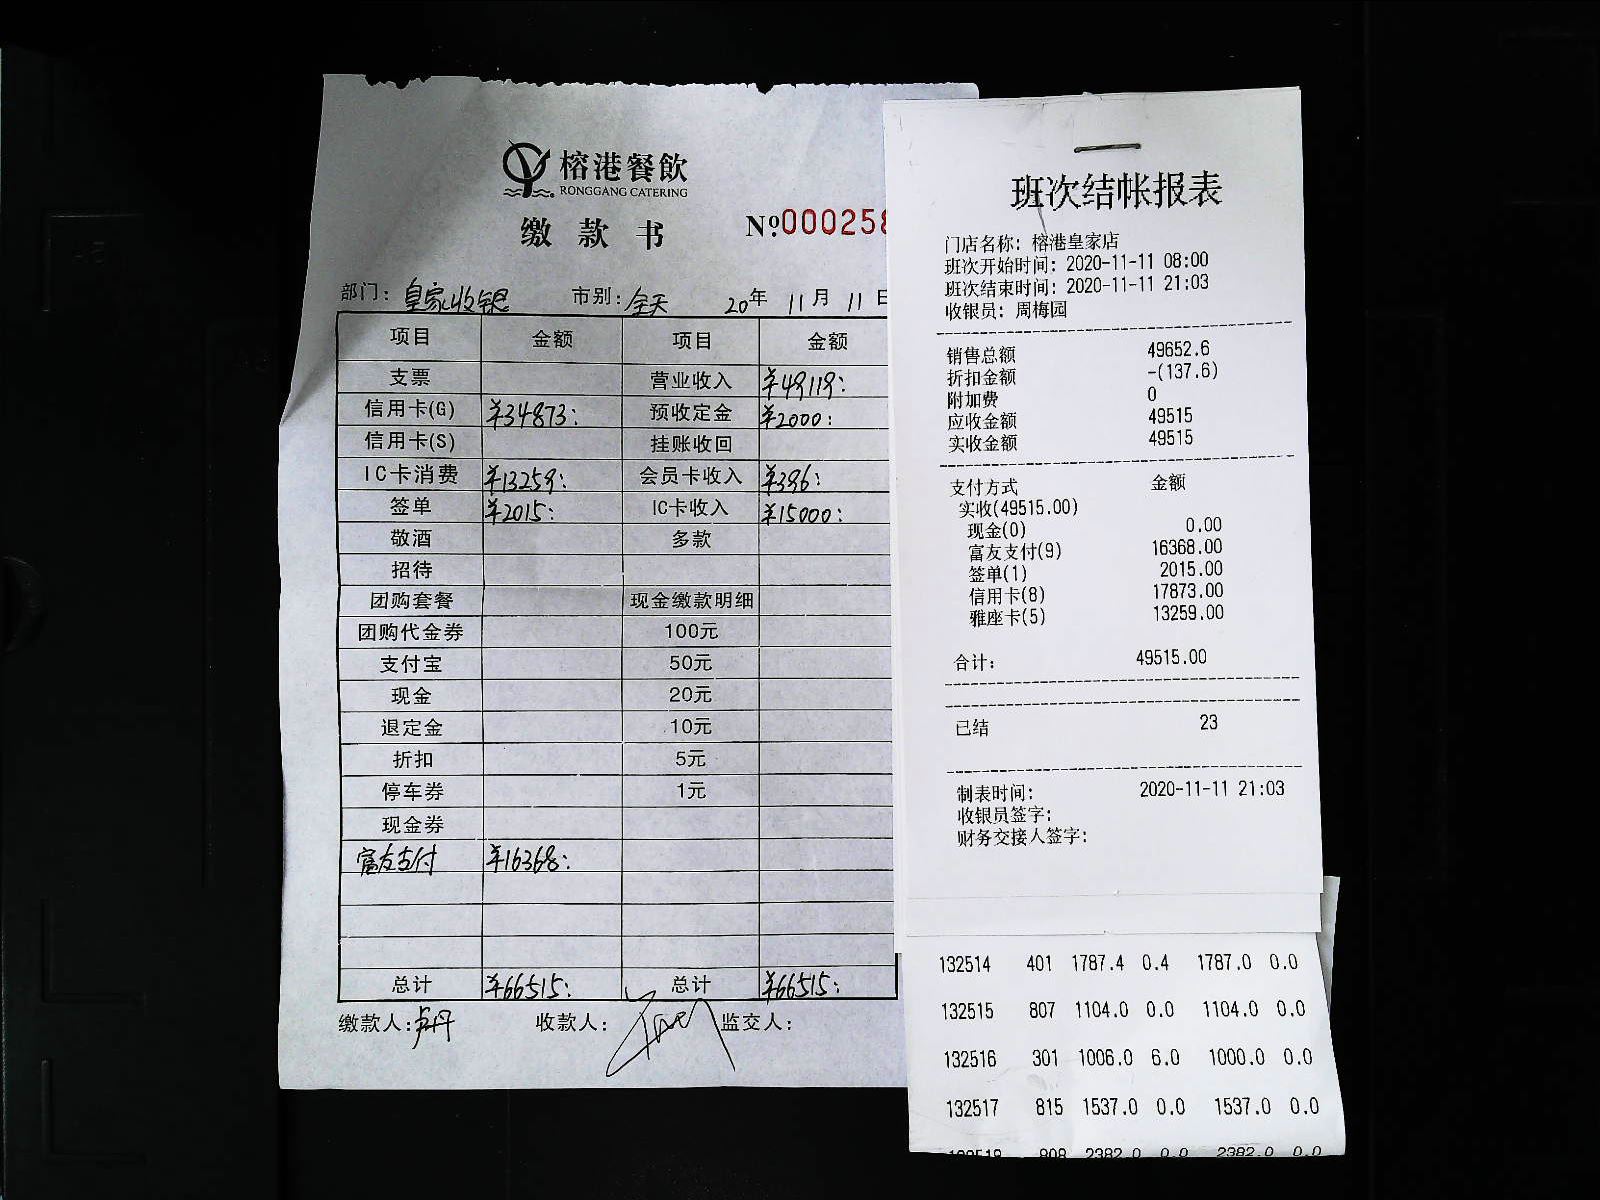 榕港餐飲
RONGGANG CATERING
缴款书
Nº000258
部门：皇家收银 市别：全天 20年 11月 11日
项目 金额 项目 金额
支票 营业收入 ¥49119：
信用卡(G) ¥34873： 预收定金 ¥2000：
信用卡(S) 挂账收回
IC卡消费 ¥13259： 会员卡收入 ¥396：
签单 ¥2015： IC卡收入 ¥15000：
敬酒 多款
招待
团购套餐 现金缴款明细
团购代金券 100元
支付宝 50元
现金 20元
退定金 10元
折扣 5元
停车券 1元
现金券
富友支付 ¥16368：
总计 ¥66515： 总计 ¥66515：
缴款人：卢丹 收款人： 监交人：
班次结帐报表
门店名称: 榕港皇家店
班次开始时间: 2020-11-11 08:00
班次结束时间: 2020-11-11 21:03
收银员: 周梅园
销售总额 49652.6
折扣金额 -(137.6)
附加费 0
应收金额 49515
实收金额 49515
支付方式 金额
实收(49515.00)
现金(0) 0.00
富友支付(9) 16368.00
签单(1) 2015.00
信用卡(8) 17873.00
雅座卡(5) 13259.00
合计: 49515.00
已结 23
制表时间: 2020-11-11 21:03
收银员签字:
财务交接人签字:
132514 401 1787.4 0.4 1787.0 0.0
132515 807 1104.0 0.0 1104.0 0.0
132516 301 1006.0 6.0 1000.0 0.0
132517 815 1537.0 0.0 1537.0 0.0
132518 808 2382.0 0.0 2382.0 0.0